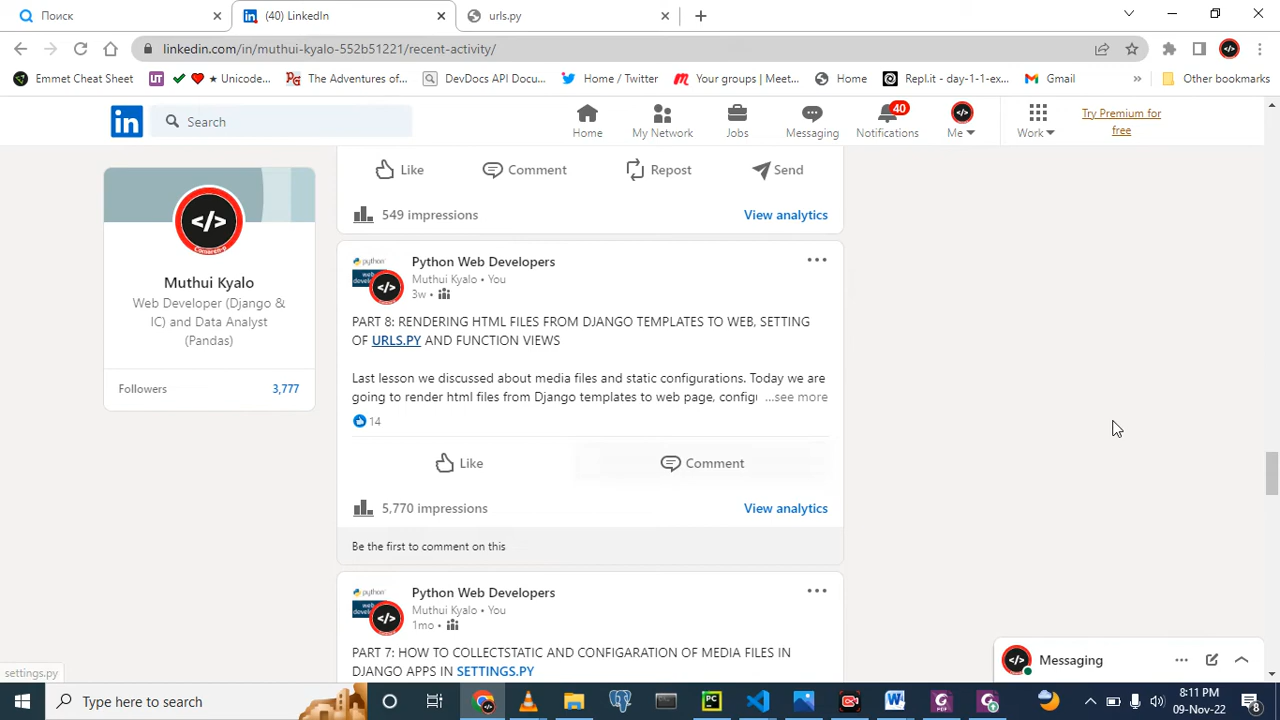 Поиск
(40) LinkedIn
urls.py
linkedin.com/in/muthui-kyalo-552b51221/recent-activity/
Emmet Cheat Sheet
UT
★ Unicode...
The Adventures of...
DevDocs API Docu...
Home / Twitter
Your groups | Meet...
Home
Repl.it - day-1-1-ex...
Gmail
»
Other bookmarks
in
Search
Home
My Network
Jobs
Messaging
40
Notifications
Me
Work
Try Premium for
free
Like
Comment
Repost
Send
549 impressions
View analytics
</>
Muthui Kyalo
Web Developer (Django &
IC) and Data Analyst
(Pandas)
Followers
3,777
python
Python Web Developers
Muthui Kyalo • You
3w •
PART 8: RENDERING HTML FILES FROM DJANGO TEMPLATES TO WEB, SETTING
OF URLS.PY AND FUNCTION VIEWS
Last lesson we discussed about media files and static configurations. Today we are
going to render html files from Django templates to web page, config ...see more
14
Like
Comment
5,770 impressions
View analytics
Be the first to comment on this
python
Python Web Developers
Muthui Kyalo • You
1mo •
PART 7: HOW TO COLLECTSTATIC AND CONFIGARATION OF MEDIA FILES IN
DJANGO APPS IN SETTINGS.PY
settings.py
Messaging
Type here to search
8:11 PM
09-Nov-22
8